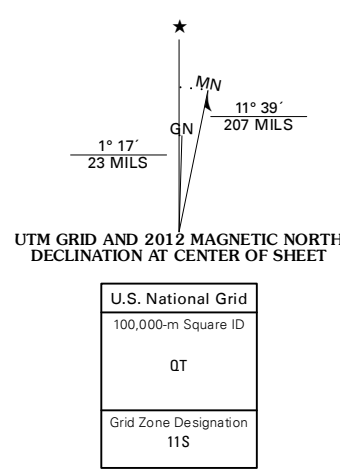 ★
MN
GN
11° 39´
207 MILS
1° 17´
23 MILS
UTM GRID AND 2012 MAGNETIC NORTH
DECLINATION AT CENTER OF SHEET
U.S. National Grid
100,000-m Square ID
QT
Grid Zone Designation
11S